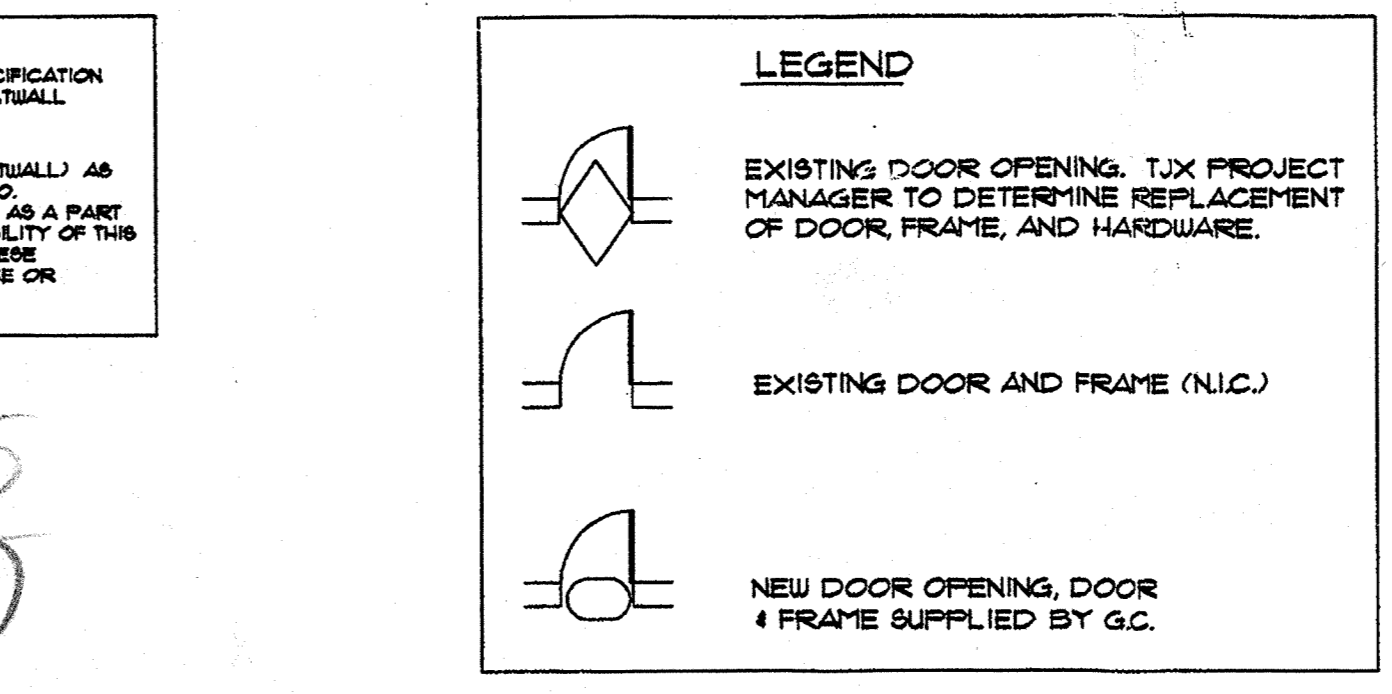 CIFICATION
TWALL
TWALL) AS
O.
AS A PART
ILITY OF THIS
ESE
E OR
LEGEND
EXISTING DOOR OPENING. TJX PROJECT
MANAGER TO DETERMINE REPLACEMENT
OF DOOR, FRAME, AND HARDWARE.
EXISTING DOOR AND FRAME (N.I.C.)
NEW DOOR OPENING, DOOR
& FRAME SUPPLIED BY G.C.